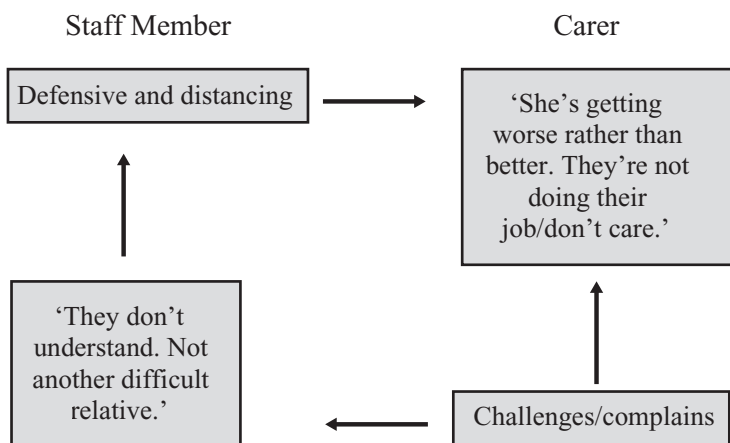 Staff Member
Carer
Defensive and distancing
‘She’s getting
worse rather than
better. They’re not
doing their
job/don’t care.’
‘They don’t
understand. Not
another difficult
relative.’
Challenges/complains